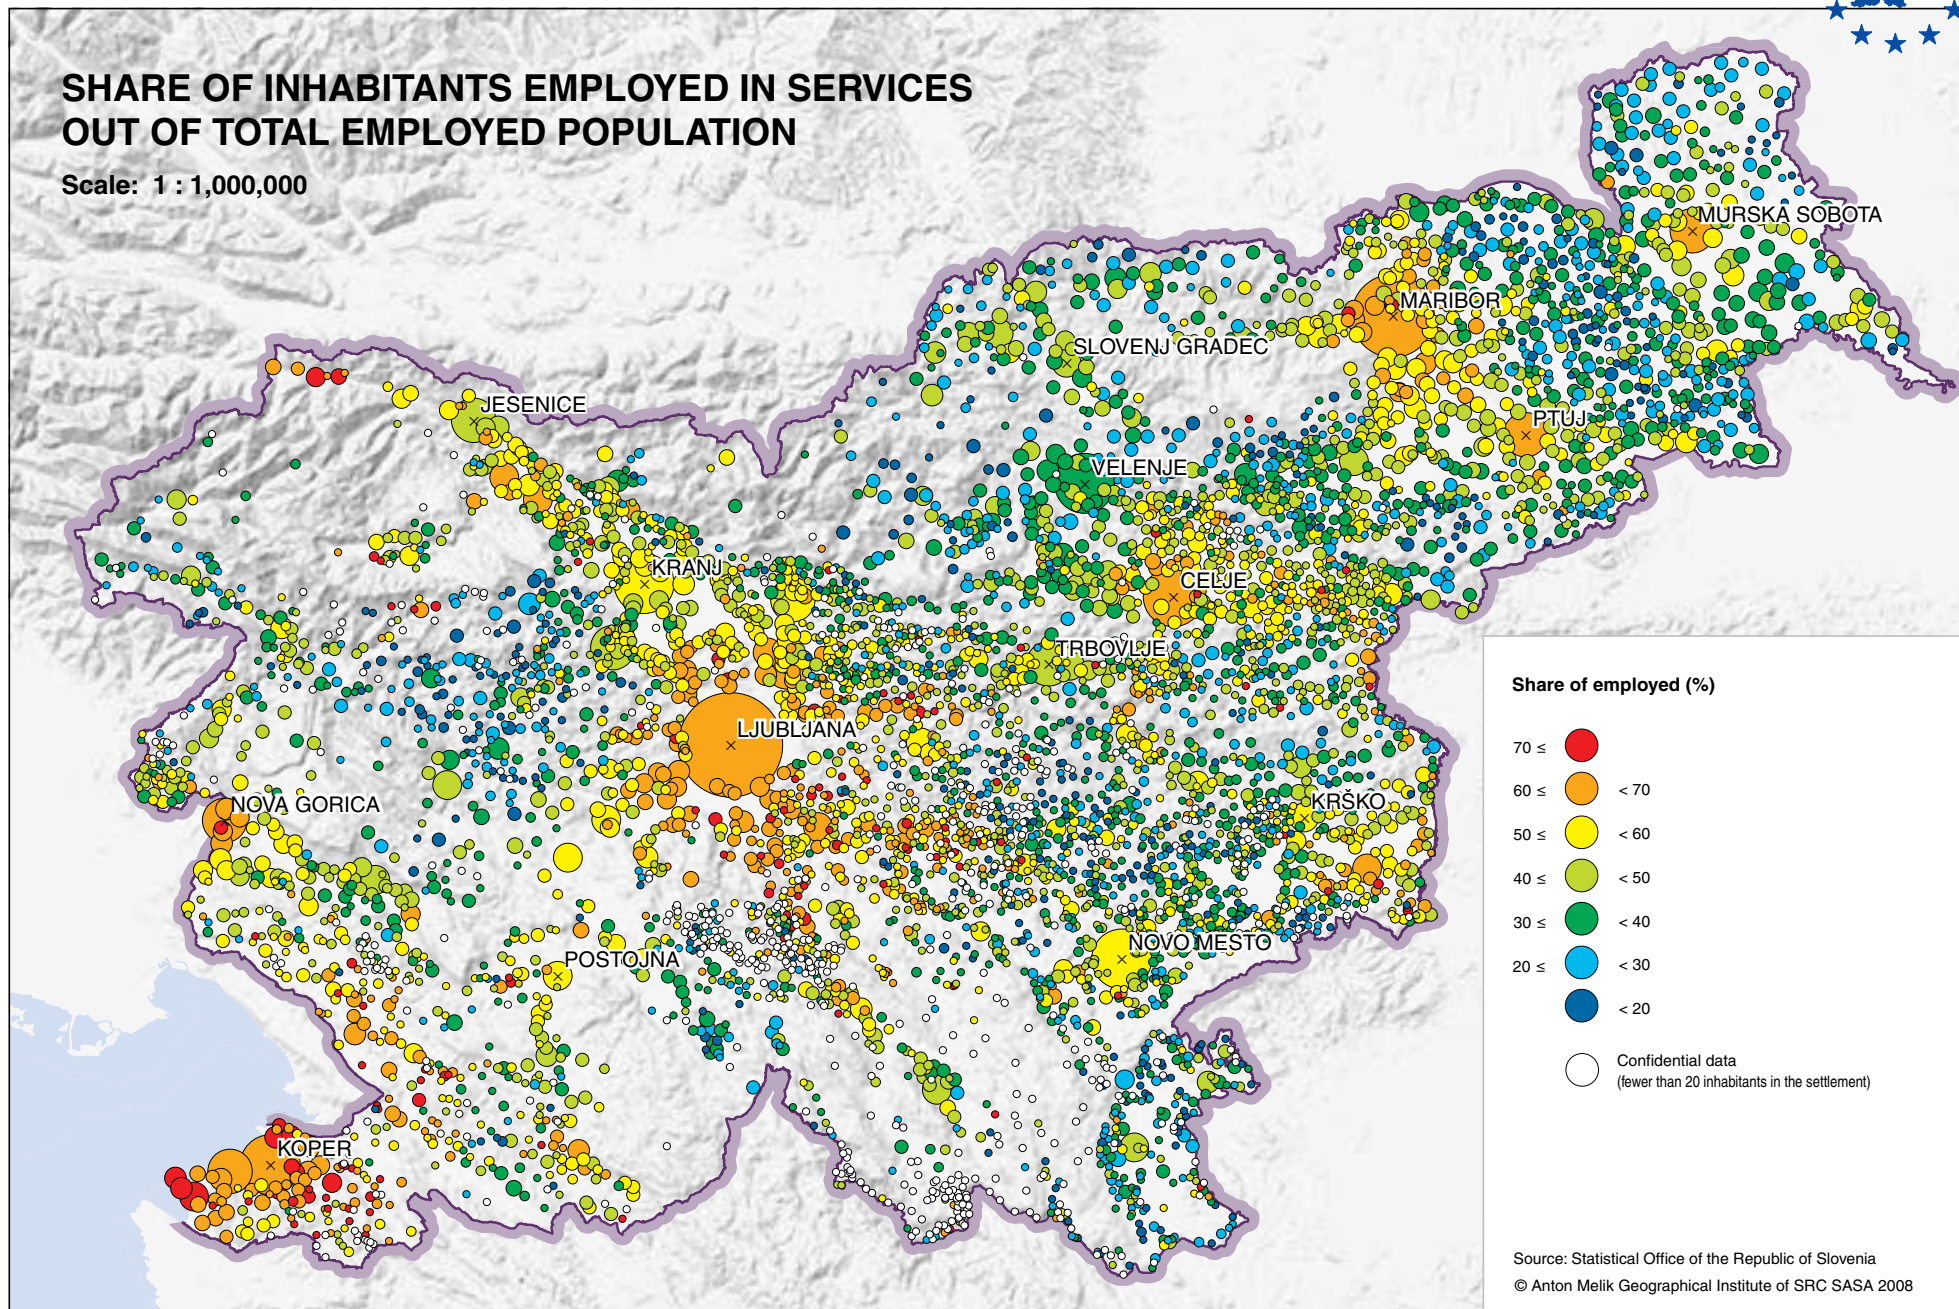 SHARE OF INHABITANTS EMPLOYED IN SERVICES
OUT OF TOTAL EMPLOYED POPULATION
Scale: 1 : 1,000,000
MURSKA SOBOTA
MARIBOR
SLOVENJ GRADEC
JESENICE
PTUJ
VELENJE
KRANJ
CELJE
TRBOVLJE
LJUBLJANA
NOVA GORICA
KRŠKO
NOVO MESTO
POSTOJNA
KOPER
Share of employed (%)
70 ≤
60 ≤ < 70
50 ≤ < 60
40 ≤ < 50
30 ≤ < 40
20 ≤ < 30
< 20
Confidential data
(fewer than 20 inhabitants in the settlement)
Source: Statistical Office of the Republic of Slovenia
© Anton Melik Geographical Institute of SRC SASA 2008